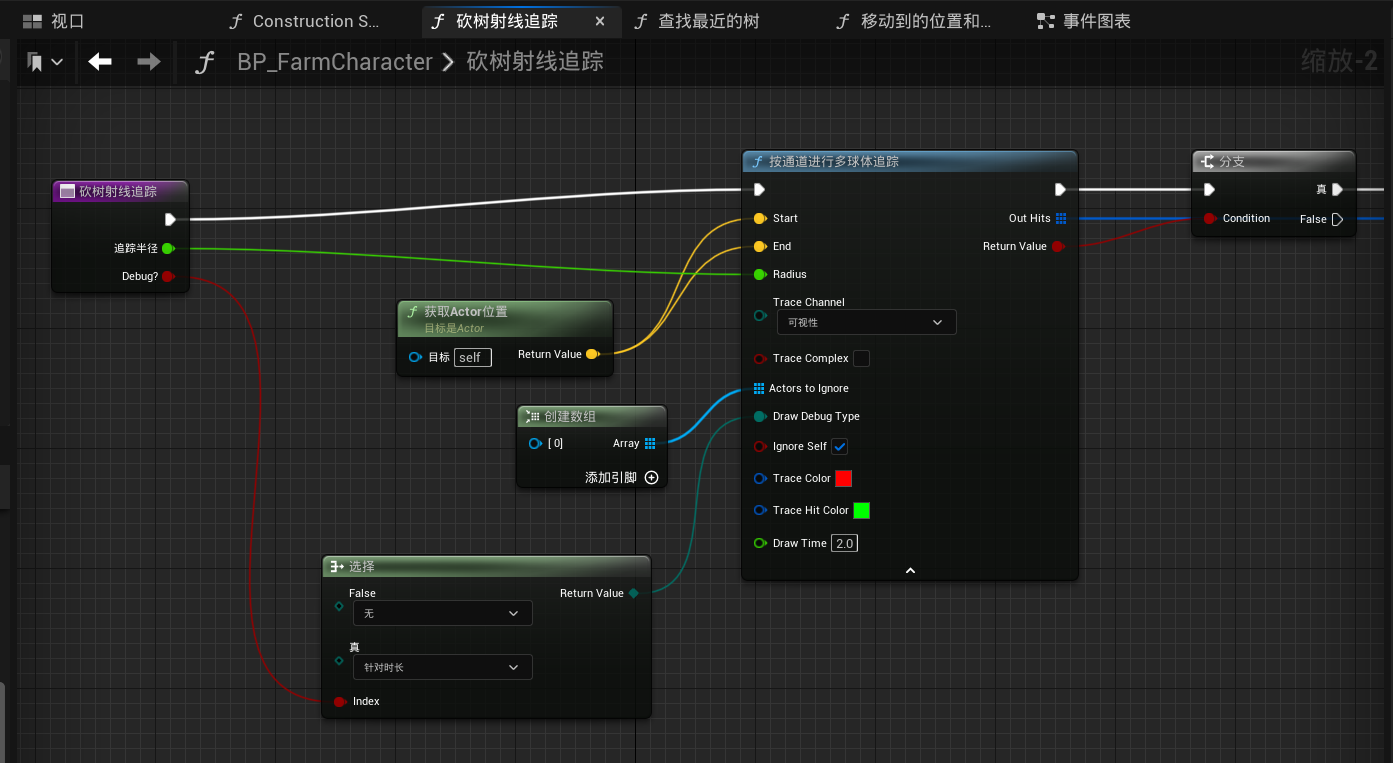 视口
Construction S...
砍树射线追踪
查找最近的树
移动到的位置和...
事件图表
BP_FarmCharacter
砍树射线追踪
缩放-2
砍树射线追踪
追踪半径
Debug?
获取Actor位置
目标是Actor
目标 self
Return Value
创建数组
[ 0]
Array
添加引脚
选择
False
无
真
针对时长
Index
Return Value
按通道进行多球体追踪
Start
Out Hits
End
Return Value
Radius
Trace Channel
可视性
Trace Complex
Actors to Ignore
Draw Debug Type
Ignore Self
Trace Color
Trace Hit Color
Draw Time 2.0
分支
真
Condition
False